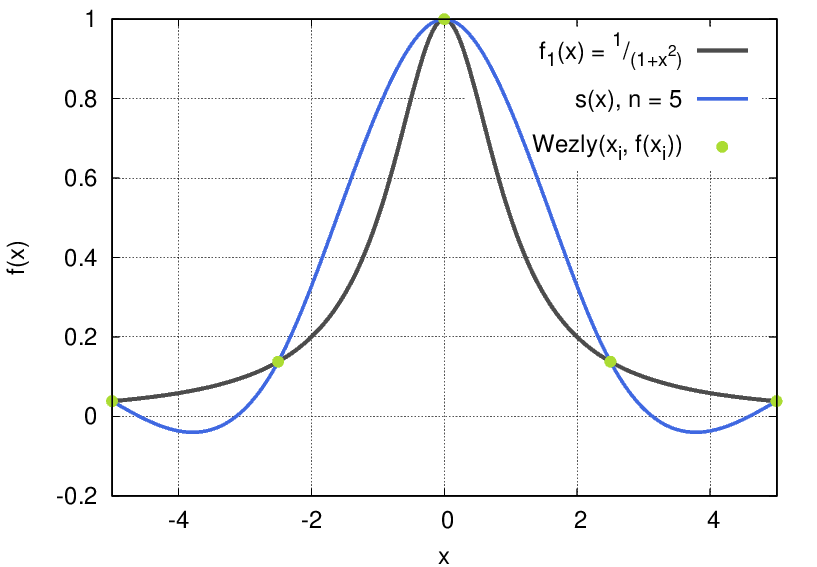 f₁(x) = ¹/₍₁₊ₓ²₎
s(x), n = 5
Wezly(xᵢ, f(xᵢ))
f(x)
1
0.8
0.6
0.4
0.2
0
-0.2
-4 -2 0 2 4
x